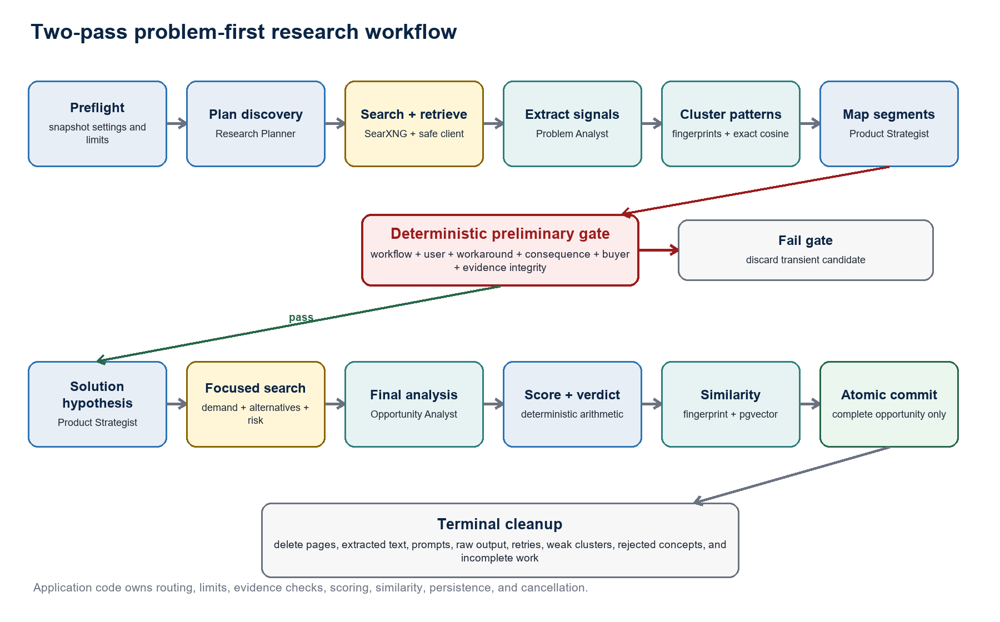 Two-pass problem-first research workflow
Preflight
snapshot settings and
limits
Plan discovery
Research Planner
Search + retrieve
SearXNG + safe client
Extract signals
Problem Analyst
Cluster patterns
fingerprints + exact cosine
Map segments
Product Strategist
Deterministic preliminary gate
workflow + user + workaround + consequence + buyer
+ evidence integrity
Fail gate
discard transient candidate
pass
Solution
hypothesis
Product Strategist
Focused search
demand + alternatives +
risk
Final analysis
Opportunity Analyst
Score + verdict
deterministic arithmetic
Similarity
fingerprint + pgvector
Atomic commit
complete opportunity only
Terminal cleanup
delete pages, extracted text, prompts, raw output, retries, weak clusters, rejected concepts, and
incomplete work
Application code owns routing, limits, evidence checks, scoring, similarity, persistence, and cancellation.